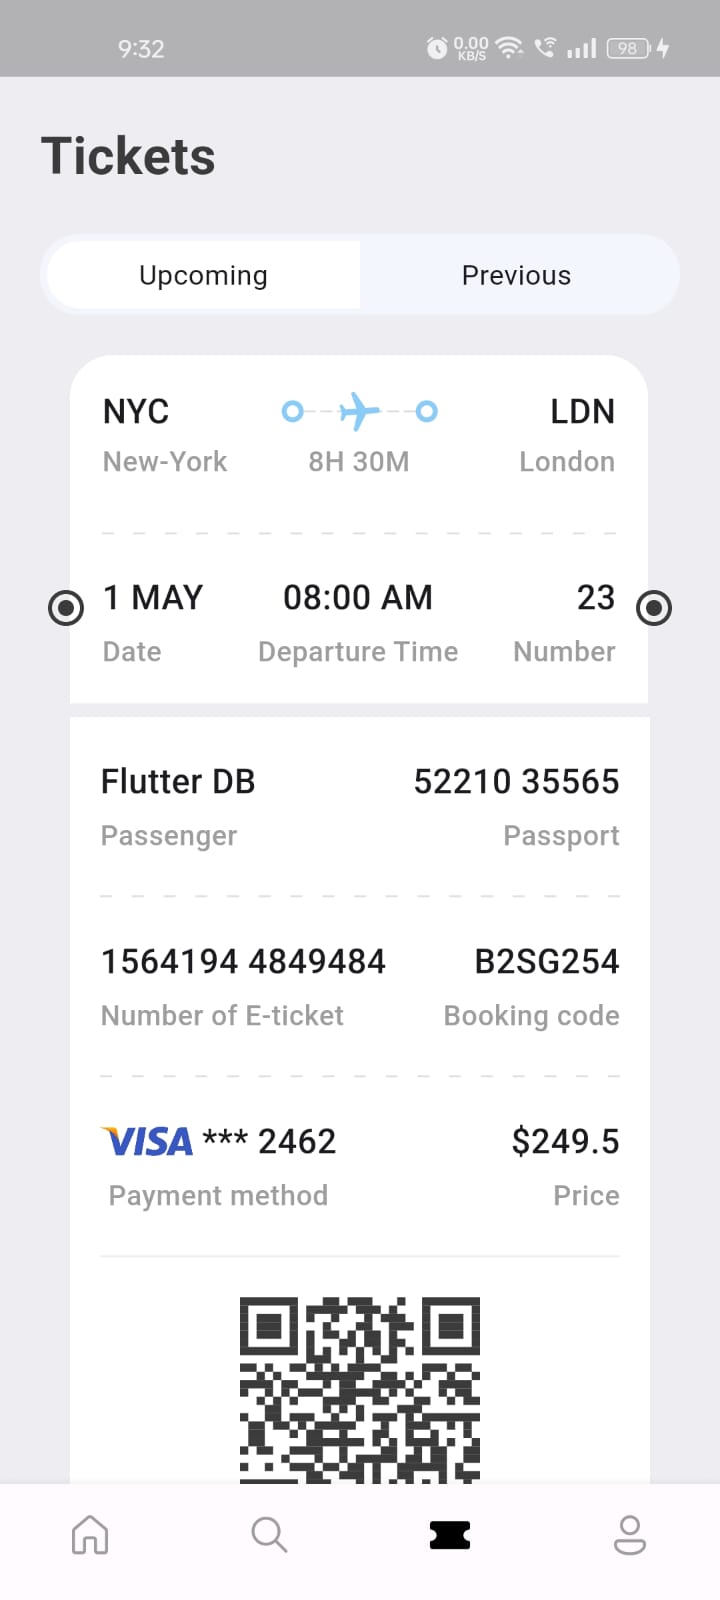 9:32 0.00 KB/S 98
Tickets
Upcoming Previous
NYC LDN
New-York 8H 30M London
1 MAY 08:00 AM 23
Date Departure Time Number
Flutter DB 52210 35565
Passenger Passport
1564194 4849484 B2SG254
Number of E-ticket Booking code
VISA *** 2462 $249.5
Payment method Price